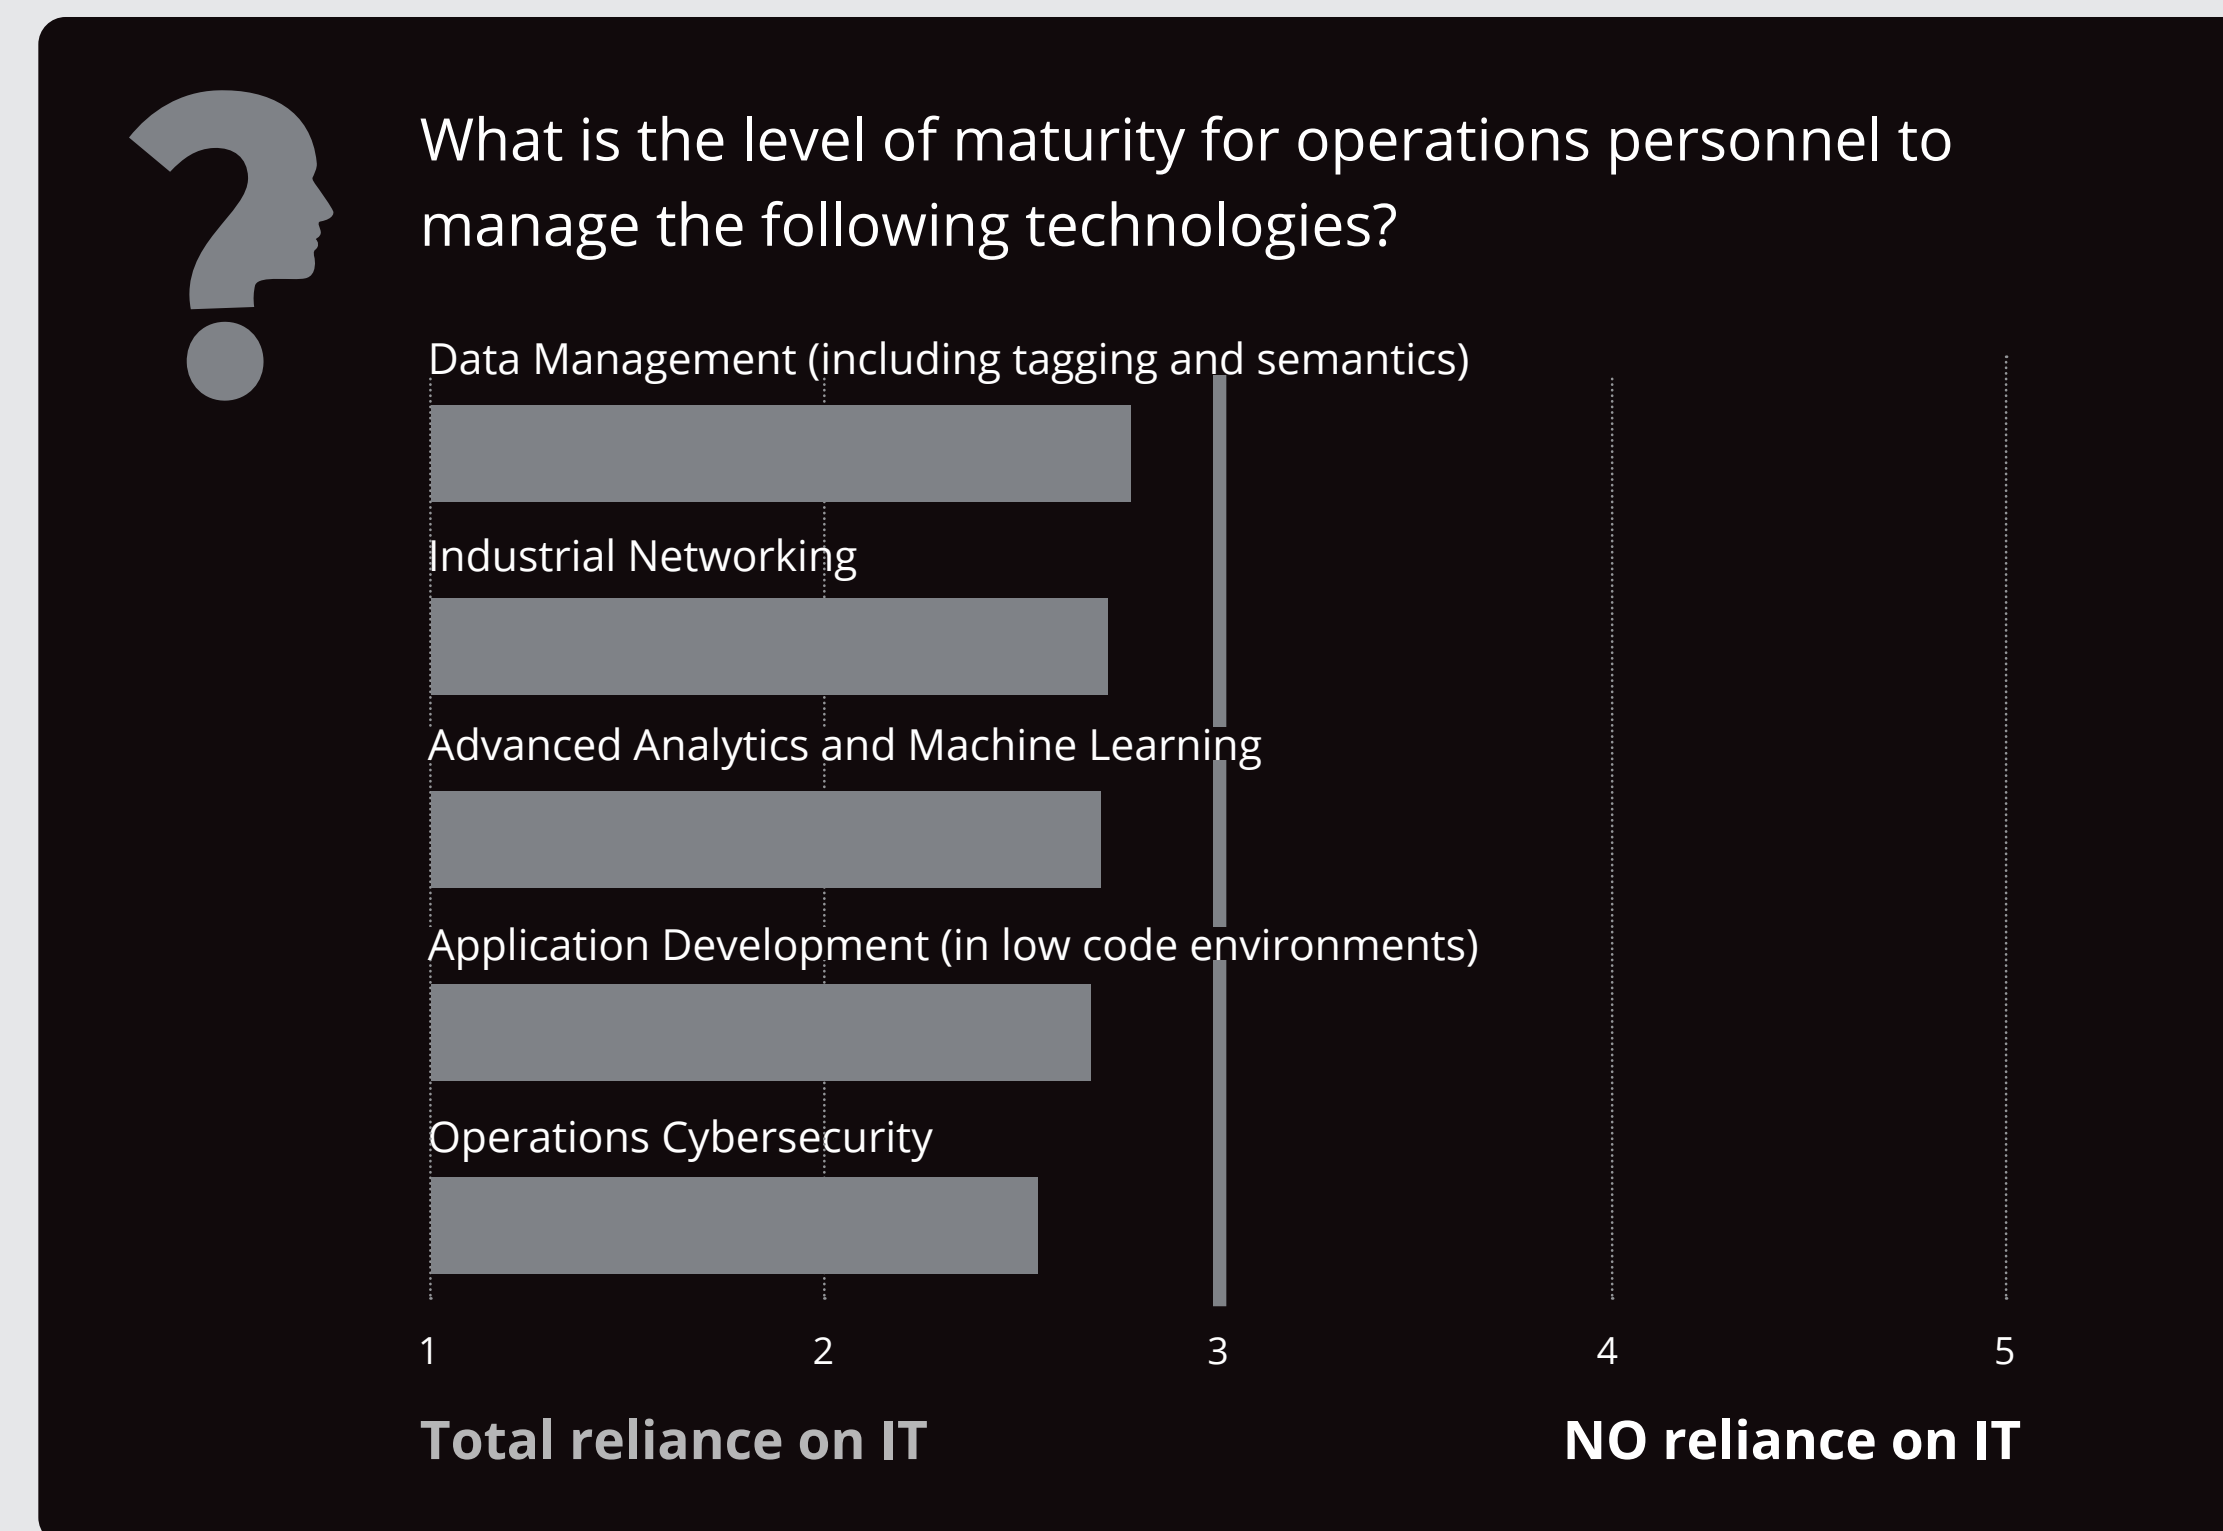 What is the level of maturity for operations personnel to
manage the following technologies?
Data Management (including tagging and semantics)
Industrial Networking
Advanced Analytics and Machine Learning
Application Development (in low code environments)
Operations Cybersecurity
1 2 3 4 5
Total reliance on IT NO reliance on IT